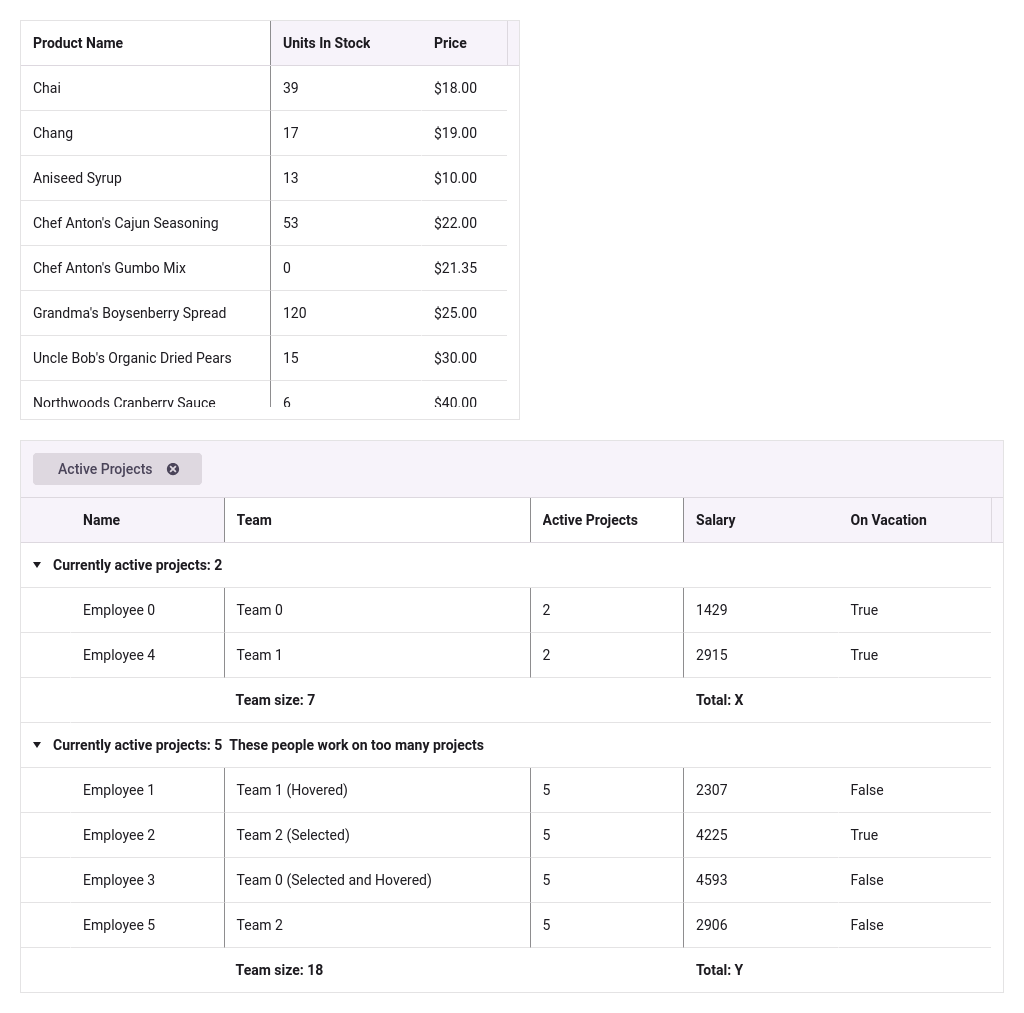 Product Name Units In Stock Price
Chai 39 $18.00
Chang 17 $19.00
Aniseed Syrup 13 $10.00
Chef Anton's Cajun Seasoning 53 $22.00
Chef Anton's Gumbo Mix 0 $21.35
Grandma's Boysenberry Spread 120 $25.00
Uncle Bob's Organic Dried Pears 15 $30.00
Northwoods Cranberry Sauce 6 $40.00
Active Projects
Name Team Active Projects Salary On Vacation
Currently active projects: 2
Employee 0 Team 0 2 1429 True
Employee 4 Team 1 2 2915 True
Team size: 7 Total: X
Currently active projects: 5 These people work on too many projects
Employee 1 Team 1 (Hovered) 5 2307 False
Employee 2 Team 2 (Selected) 5 4225 True
Employee 3 Team 0 (Selected and Hovered) 5 4593 False
Employee 5 Team 2 5 2906 False
Team size: 18 Total: Y